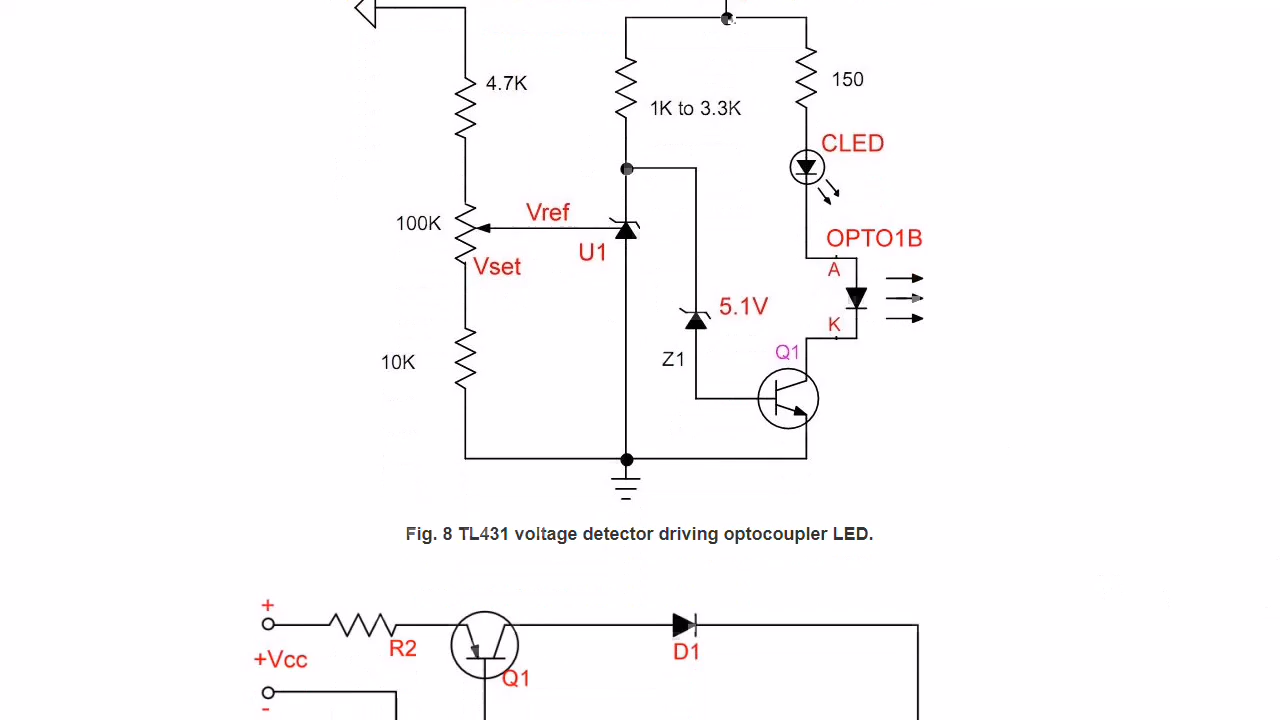 4.7K
150
1K to 3.3K
CLED
100K
Vref
U1
OPTO1B
A
Vset
5.1V
K
Z1
Q1
10K
Fig. 8 TL431 voltage detector driving optocoupler LED.
+
R2
D1
+Vcc
Q1
-